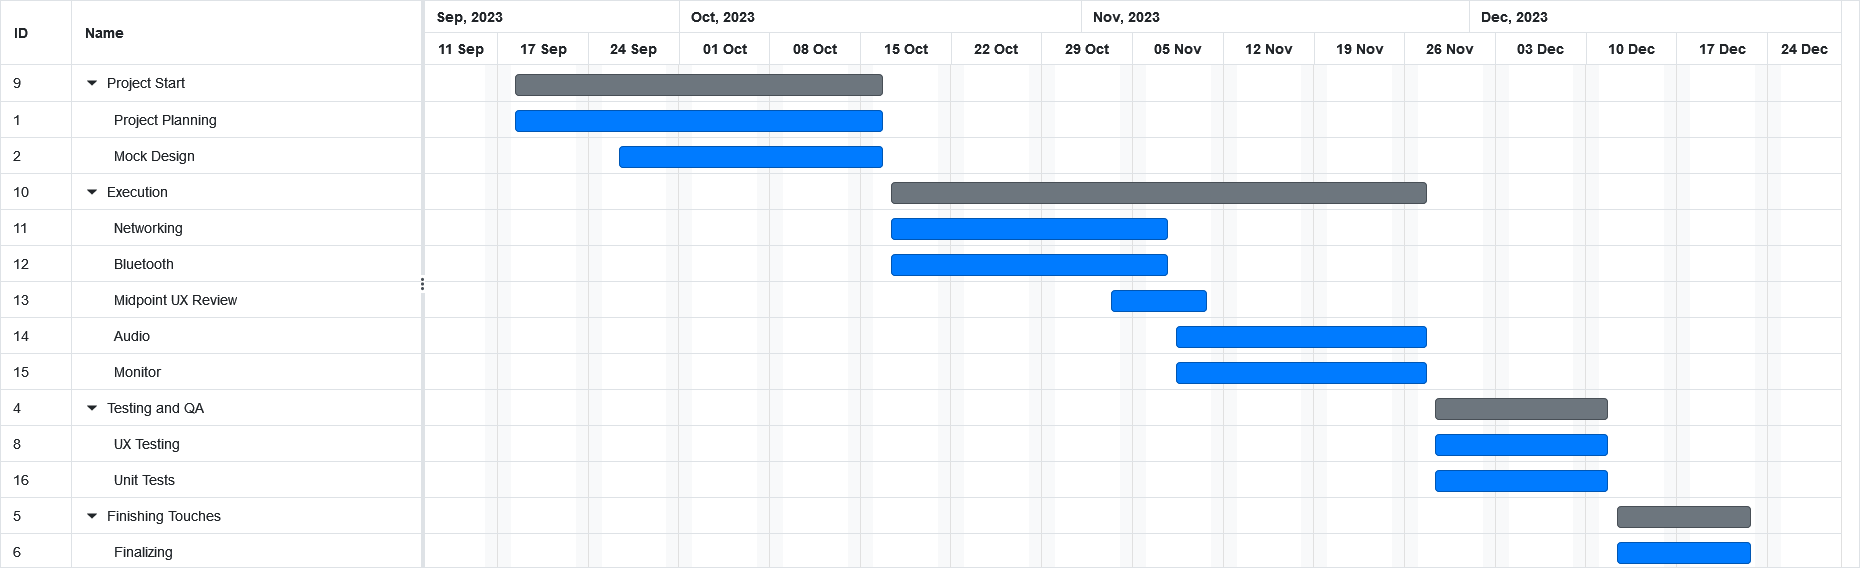 ID Name Sep, 2023 Oct, 2023 Nov, 2023 Dec, 2023
11 Sep 17 Sep 24 Sep 01 Oct 08 Oct 15 Oct 22 Oct 29 Oct 05 Nov 12 Nov 19 Nov 26 Nov 03 Dec 10 Dec 17 Dec 24 Dec
9 Project Start
1 Project Planning
2 Mock Design
10 Execution
11 Networking
12 Bluetooth
13 Midpoint UX Review
14 Audio
15 Monitor
4 Testing and QA
8 UX Testing
16 Unit Tests
5 Finishing Touches
6 Finalizing